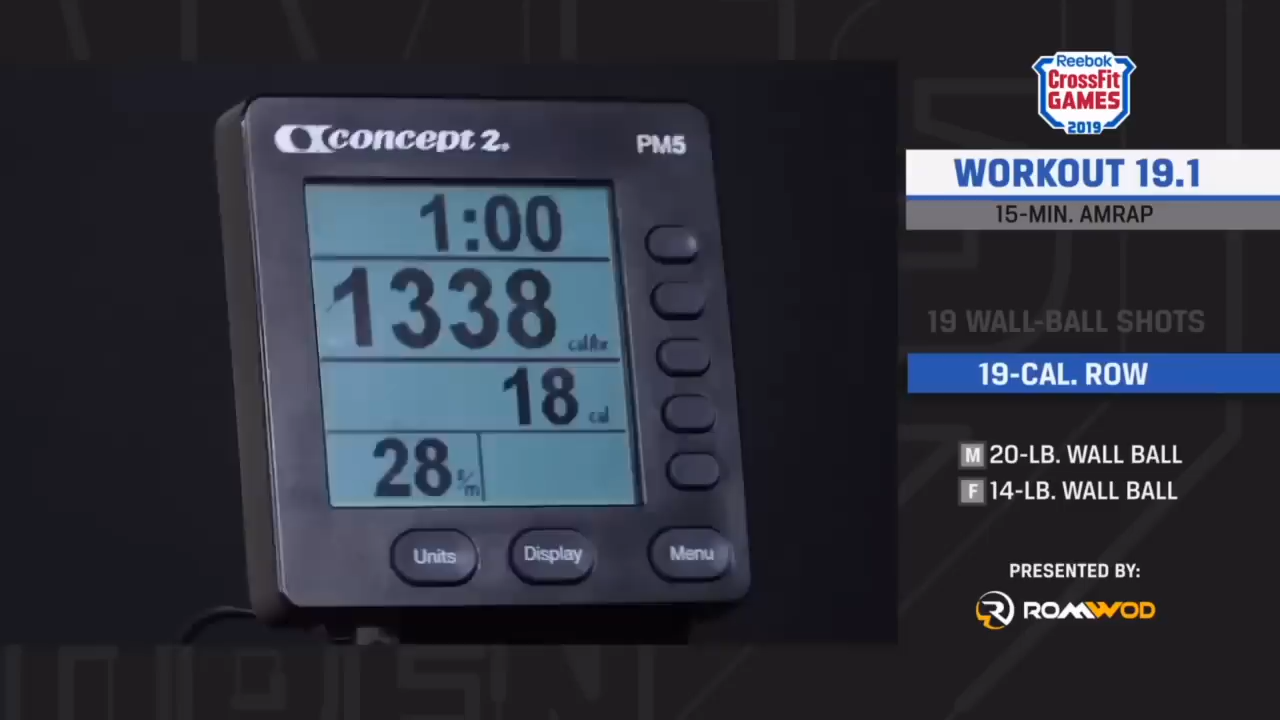 concept 2.
PM5
1:00
1338 cal/hr
18 cal
28 s/m
Units
Display
Menu
Reebok
CrossFit
GAMES
2019
WORKOUT 19.1
15-MIN. AMRAP
19 WALL-BALL SHOTS
19-CAL. ROW
M 20-LB. WALL BALL
F 14-LB. WALL BALL
PRESENTED BY:
ROMWOD